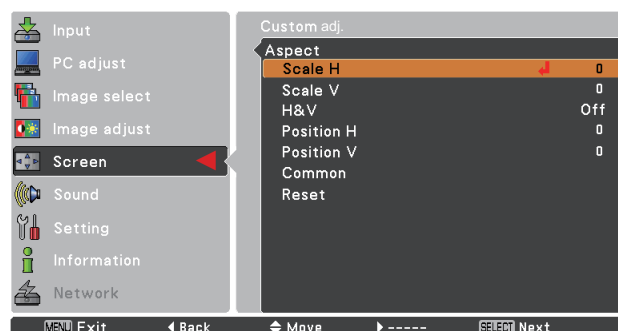 Input
PC adjust
Image select
Image adjust
Screen
Sound
Setting
Information
Network
Custom adj.
Aspect
Scale H 0
Scale V 0
H&V Off
Position H 0
Position V 0
Common
Reset
MENU Exit Back Move ----- SELECT Next